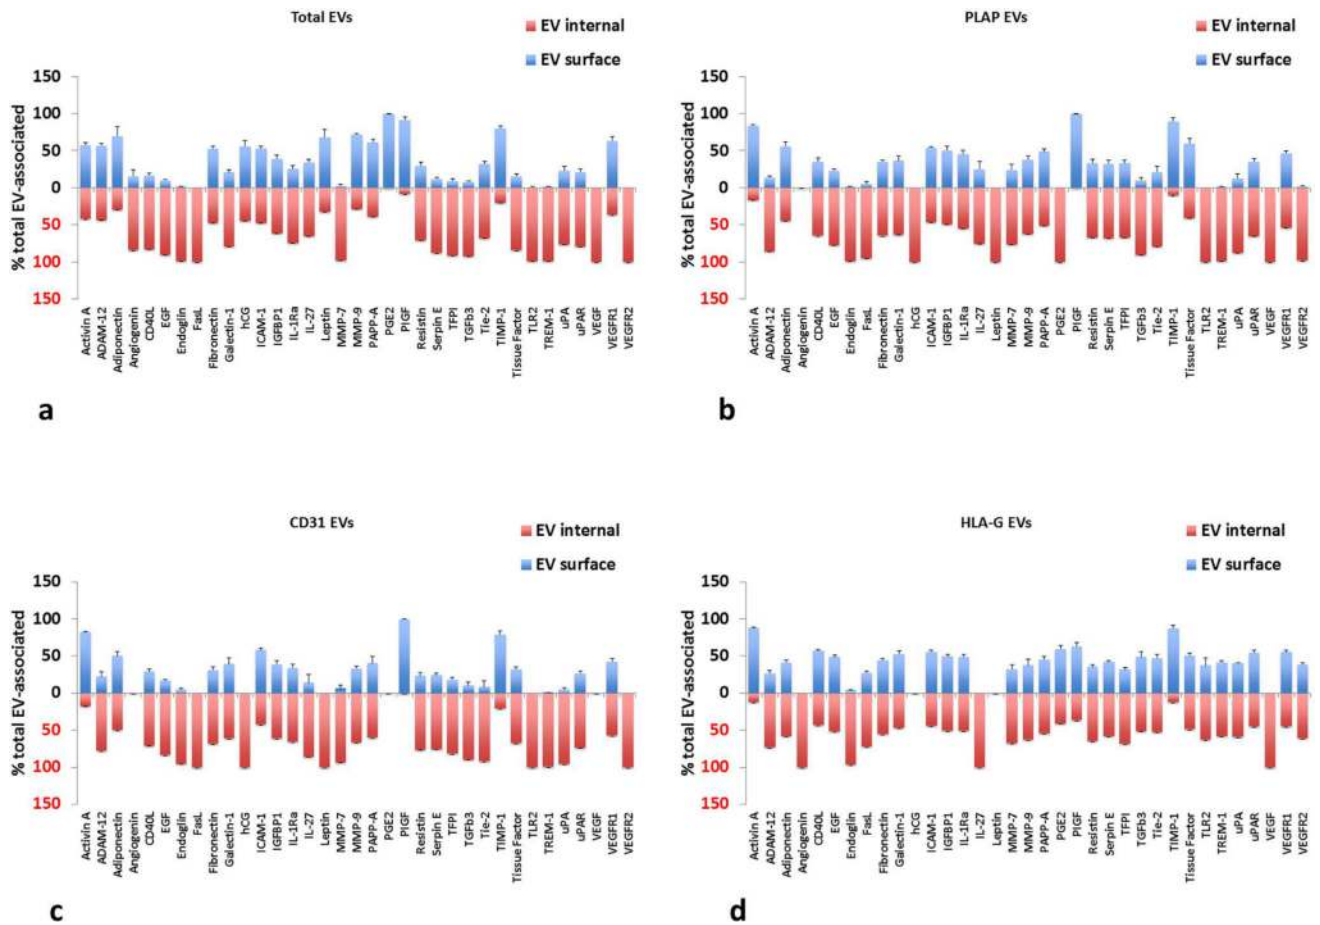 Total EVs
EV internal
EV surface
% total EV-associated
150
100
50
0
50
100
150
Activin A
ADAM-12
Adiponectin
Angiogenin
CD40L
EGF
Endoglin
FasL
Fibronectin
Galectin-1
hCG
ICAM-1
IGFBP1
IL-1Ra
IL-27
Leptin
MMP-7
MMP-9
PAPP-A
PGE2
PIGF
Resistin
Serpin E
TFPI
TGFb3
Tie-2
TIMP-1
Tissue Factor
TLR2
TREM-1
uPA
uPAR
VEGF
VEGFR1
VEGFR2
a
PLAP EVs
EV internal
EV surface
% total EV-associated
150
100
50
0
50
100
150
Activin A
ADAM-12
Adiponectin
Angiogenin
CD40L
EGF
Endoglin
FasL
Fibronectin
Galectin-1
hCG
ICAM-1
IGFBP1
IL-1Ra
IL-27
Leptin
MMP-7
MMP-9
PAPP-A
PGE2
PIGF
Resistin
Serpin E
TFPI
TGFb3
Tie-2
TIMP-1
Tissue Factor
TLR2
TREM-1
uPA
uPAR
VEGF
VEGFR1
VEGFR2
b
CD31 EVs
EV internal
EV surface
% total EV-associated
150
100
50
0
50
100
150
Activin A
ADAM-12
Adiponectin
Angiogenin
CD40L
EGF
Endoglin
FasL
Fibronectin
Galectin-1
hCG
ICAM-1
IGFBP1
IL-1Ra
IL-27
Leptin
MMP-7
MMP-9
PAPP-A
PGE2
PIGF
Resistin
Serpin E
TFPI
TGFb3
Tie-2
TIMP-1
Tissue Factor
TLR2
TREM-1
uPA
uPAR
VEGF
VEGFR1
VEGFR2
c
HLA-G EVs
EV internal
EV surface
% total EV-associated
150
100
50
0
50
100
150
Activin A
ADAM-12
Adiponectin
Angiogenin
CD40L
EGF
Endoglin
FasL
Fibronectin
Galectin-1
hCG
ICAM-1
IGFBP1
IL-1Ra
IL-27
Leptin
MMP-7
MMP-9
PAPP-A
PGE2
PIGF
Resistin
Serpin E
TFPI
TGFb3
Tie-2
TIMP-1
Tissue Factor
TLR2
TREM-1
uPA
uPAR
VEGF
VEGFR1
VEGFR2
d